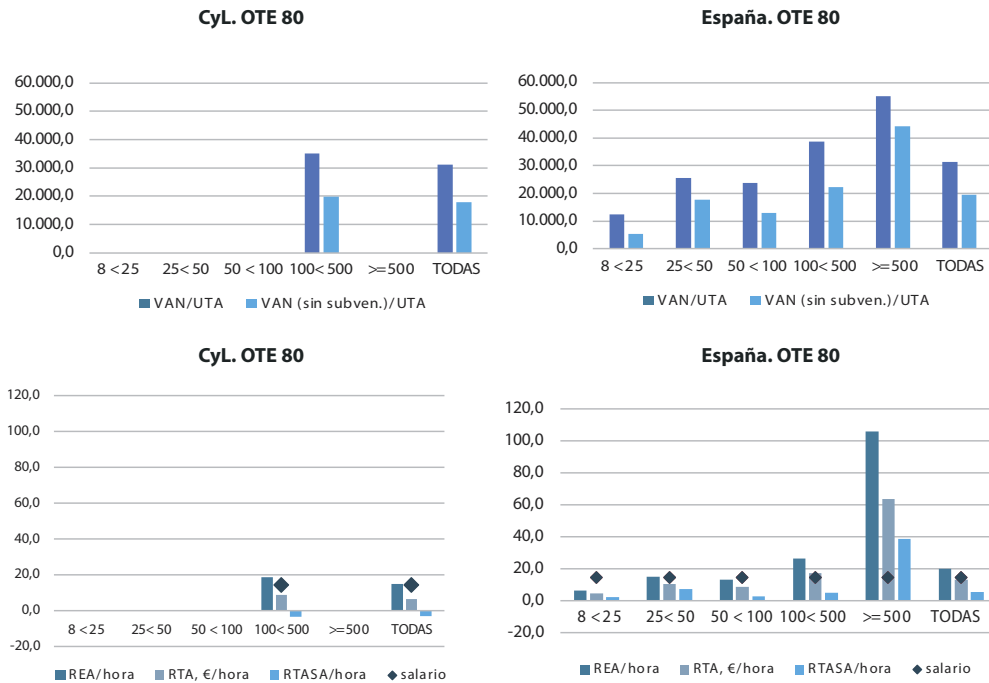 CyL. OTE 80
60.000,0
50.000,0
40.000,0
30.000,0
20.000,0
10.000,0
0,0
8 <25 25< 50 50 < 100 100<500 >=500 TODAS
VAN/UTA VAN (sin subven.)/UTA
España. OTE 80
60.000,0
50.000,0
40.000,0
30.000,0
20.000,0
10.000,0
0,0
8 <25 25< 50 50 < 100 100<500 >=500 TODAS
VAN/UTA VAN (sin subven.)/UTA
CyL. OTE 80
120,0
100,0
80,0
60,0
40,0
20,0
0,0
-20,0
8 <25 25< 50 50 < 100 100<500 >=500 TODAS
REA/hora RTA, €/hora RTASA/hora salario
España. OTE 80
120,0
100,0
80,0
60,0
40,0
20,0
0,0
-20,0
8 <25 25< 50 50 < 100 100<500 >=500 TODAS
REA/hora RTA, €/hora RTASA/hora salario